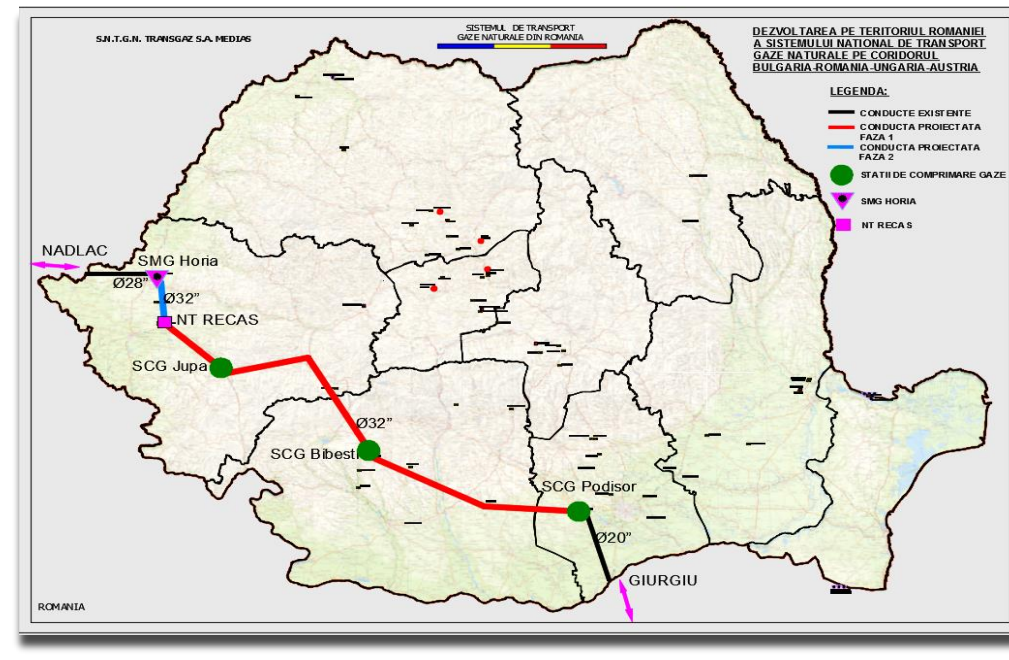 S.N.T.G.N. TRANSGAZ S.A. MEDIAS
SISTEMUL DE TRANSPORT
GAZE NATURALE DIN ROMANIA
DEZVOLTAREA PE TERITORIUL ROMANIEI
A SISTEMULUI NATIONAL DE TRANSPORT
GAZE NATURALE PE CORIDORUL
BULGARIA-ROMANIA-UNGARIA-AUSTRIA
LEGENDA:
CONDUCTE EXISTENTE
CONDUCTA PROIECTATA
FAZA 1
CONDUCTA PROIECTATA
FAZA 2
STATII DE COMPRIMARE GAZE
SMG HORIA
NT RECAS
NADLAC
SMG Horia
Ø28”
Ø32”
NT RECAS
SCG Jupa
Ø32”
SCG Bibesti
SCG Podisor
Ø20”
GIURGIU
ROMANIA